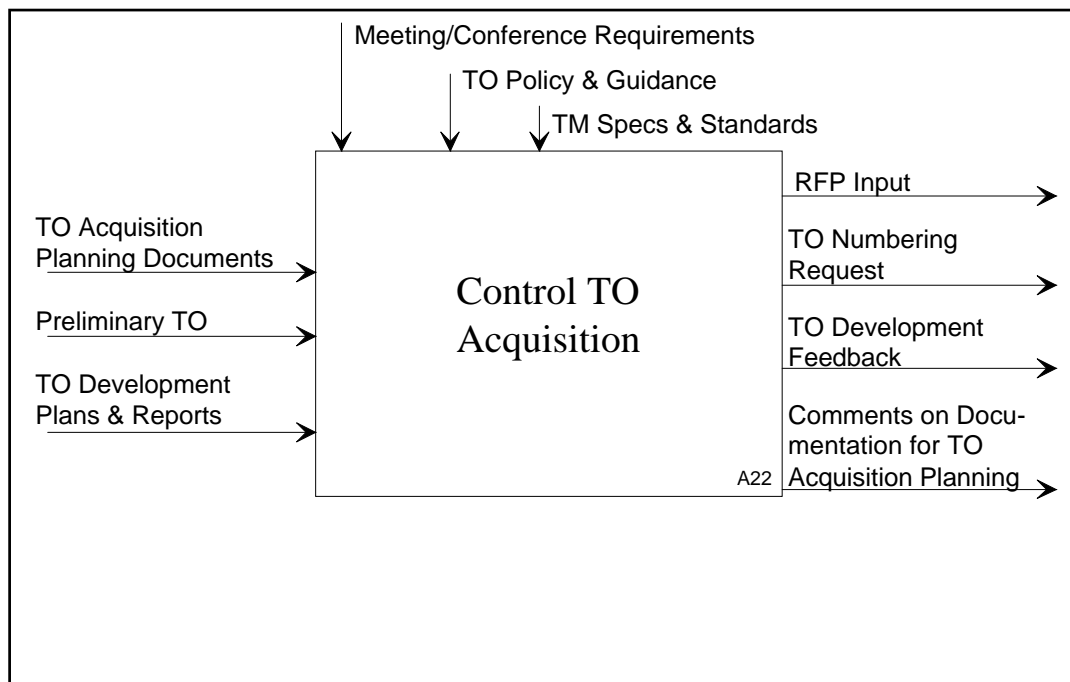 Meeting/Conference Requirements
TO Policy & Guidance
TM Specs & Standards
TO Acquisition
Planning Documents
Preliminary TO
TO Development
Plans & Reports
Control TO
Acquisition
A22
RFP Input
TO Numbering
Request
TO Development
Feedback
Comments on Docu-
mentation for TO
Acquisition Planning